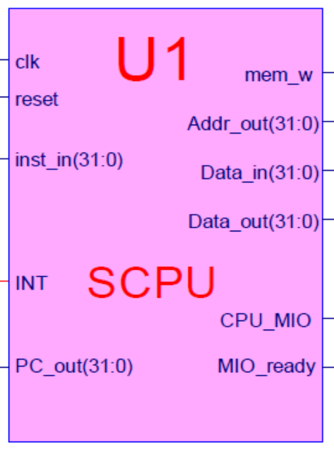 U1
clk
mem_w
reset
Addr_out(31:0)
inst_in(31:0)
Data_in(31:0)
Data_out(31:0)
INT
SCPU
CPU_MIO
PC_out(31:0)
MIO_ready